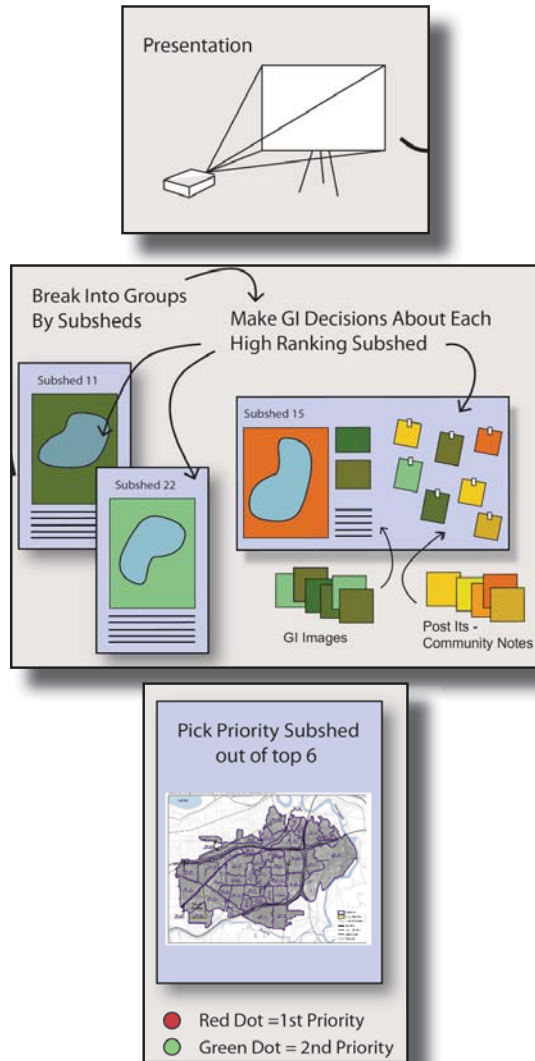 Presentation
Break Into Groups
By Subsheds
Make GI Decisions About Each
High Ranking Subshed
Subshed 11
Subshed 15
Subshed 22
GI Images
Post Its -
Community Notes
Pick Priority Subshed
out of top 6
Red Dot =1st Priority
Green Dot = 2nd Priority